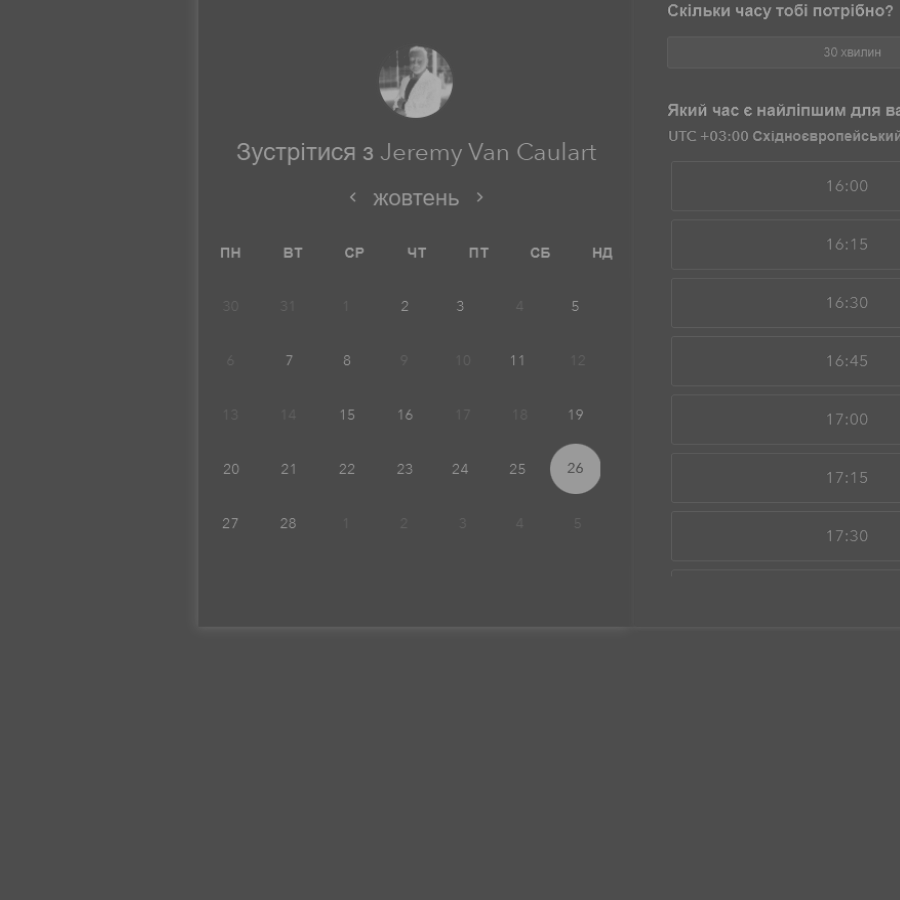 Зустрітися з Jeremy Van Caulart
жовтень
ПН ВТ СР ЧТ ПТ СБ НД
30 31 1 2 3 4 5
6 7 8 9 10 11 12
13 14 15 16 17 18 19
20 21 22 23 24 25 26
27 28 1 2 3 4 5
Скільки часу тобі потрібно?
30 хвилин
Який час є найліпшим для
UTC +03:00 Східноєвропейський
16:00
16:15
16:30
16:45
17:00
17:15
17:30